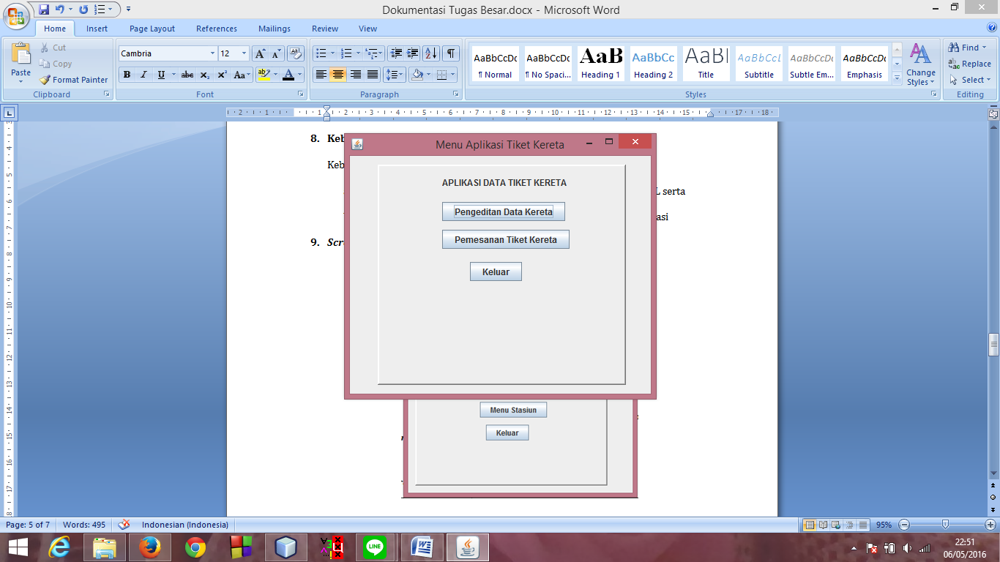 Dokumentasi Tugas Besar.docx - Microsoft Word
Home Insert Page Layout References Mailings Review View
Paste
Cut
Copy
Format Painter
Clipboard
Cambria 12
B I U abc x₂ x² Aa
Font
Paragraph
AaBbCcDc AaBbCcDc AaB AaBbCc AaBl AaBbCcL AaBbCcDc AaBbCcDc
¶ Normal ¶ No Spaci... Heading 1 Heading 2 Title Subtitle Subtle Em... Emphasis
Change Styles
Styles
Find
Replace
Select
Editing
2 1 1 2 3 4 5 6 7 8 9 10 11 12 13 14 15 17 18
8. Keb
Keb
L serta
asi
9. Scr
Menu Aplikasi Tiket Kereta
APLIKASI DATA TIKET KERETA
Pengeditan Data Kereta
Pemesanan Tiket Kereta
Keluar
Menu Stasiun
Keluar
Page: 5 of 7 Words: 495 Indonesian (Indonesia) 95%
LINE
22:51
06/05/2016